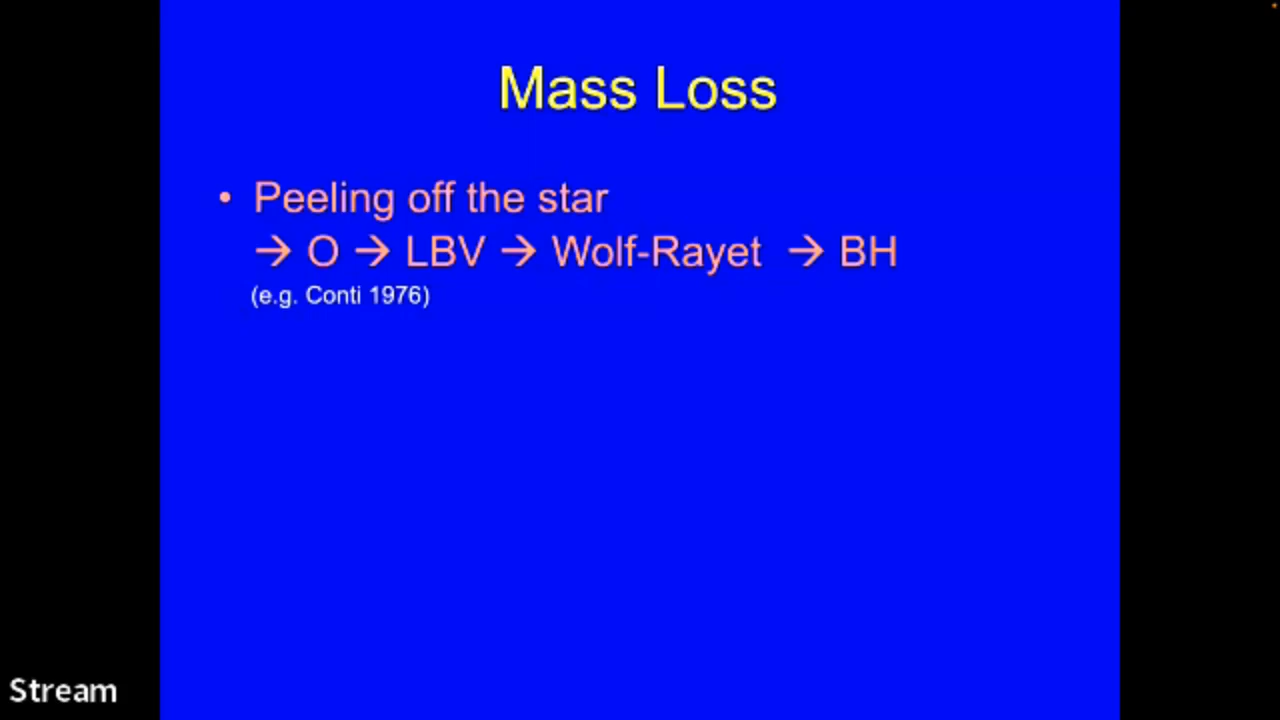 Mass Loss
• Peeling off the star
→ O → LBV → Wolf-Rayet → BH
(e.g. Conti 1976)
Stream